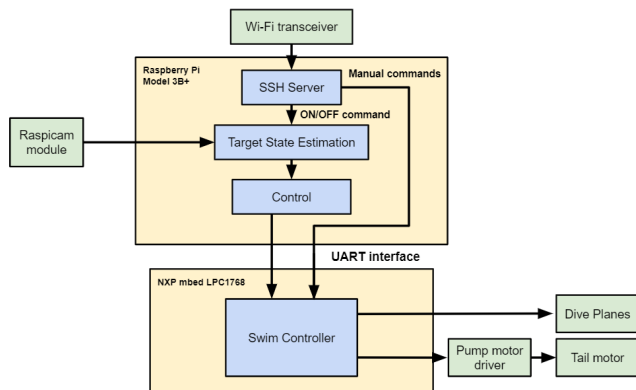 Wi-Fi transceiver
Raspberry Pi
Model 3B+
Manual commands
SSH Server
ON/OFF command
Raspicam
module
Target State Estimation
Control
UART interface
NXP mbed LPC1768
Swim Controller
Dive Planes
Pump motor
driver
Tail motor